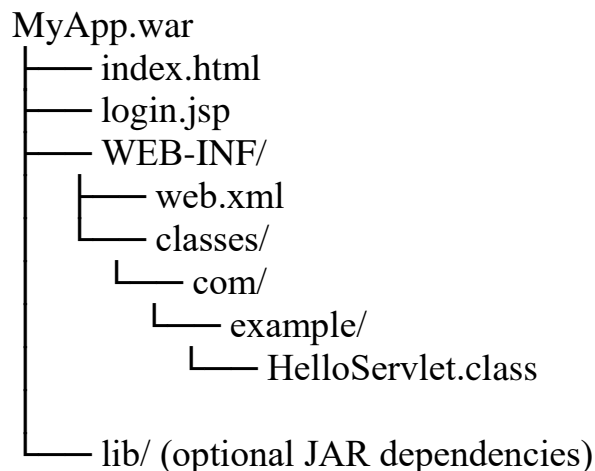 MyApp.war
index.html
login.jsp
WEB-INF/
web.xml
classes/
com/
example/
HelloServlet.class
lib/ (optional JAR dependencies)